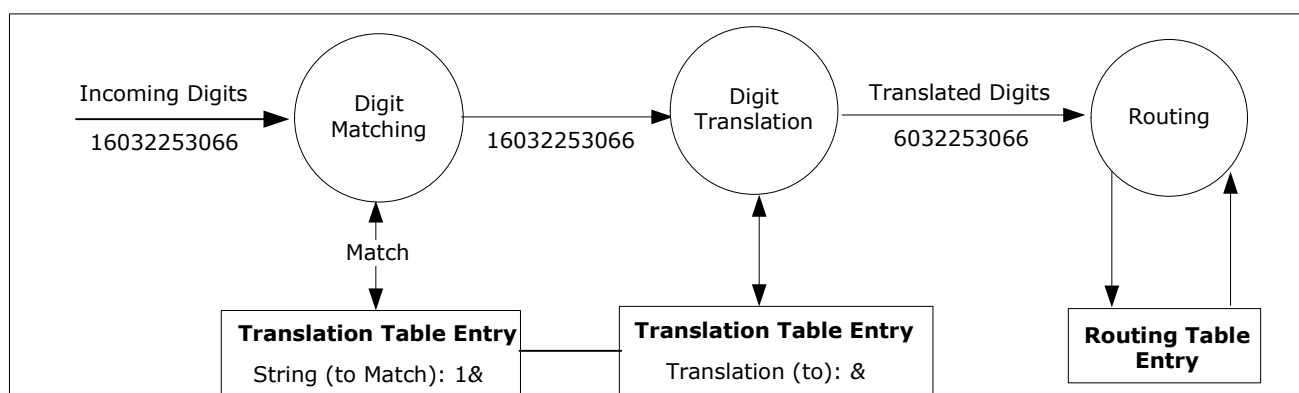 Incoming Digits
16032253066
Digit
Matching
16032253066
Digit
Translation
Translated Digits
6032253066
Routing
Match
Translation Table Entry
String (to Match): 1&
Translation Table Entry
Translation (to): &
Routing Table
Entry